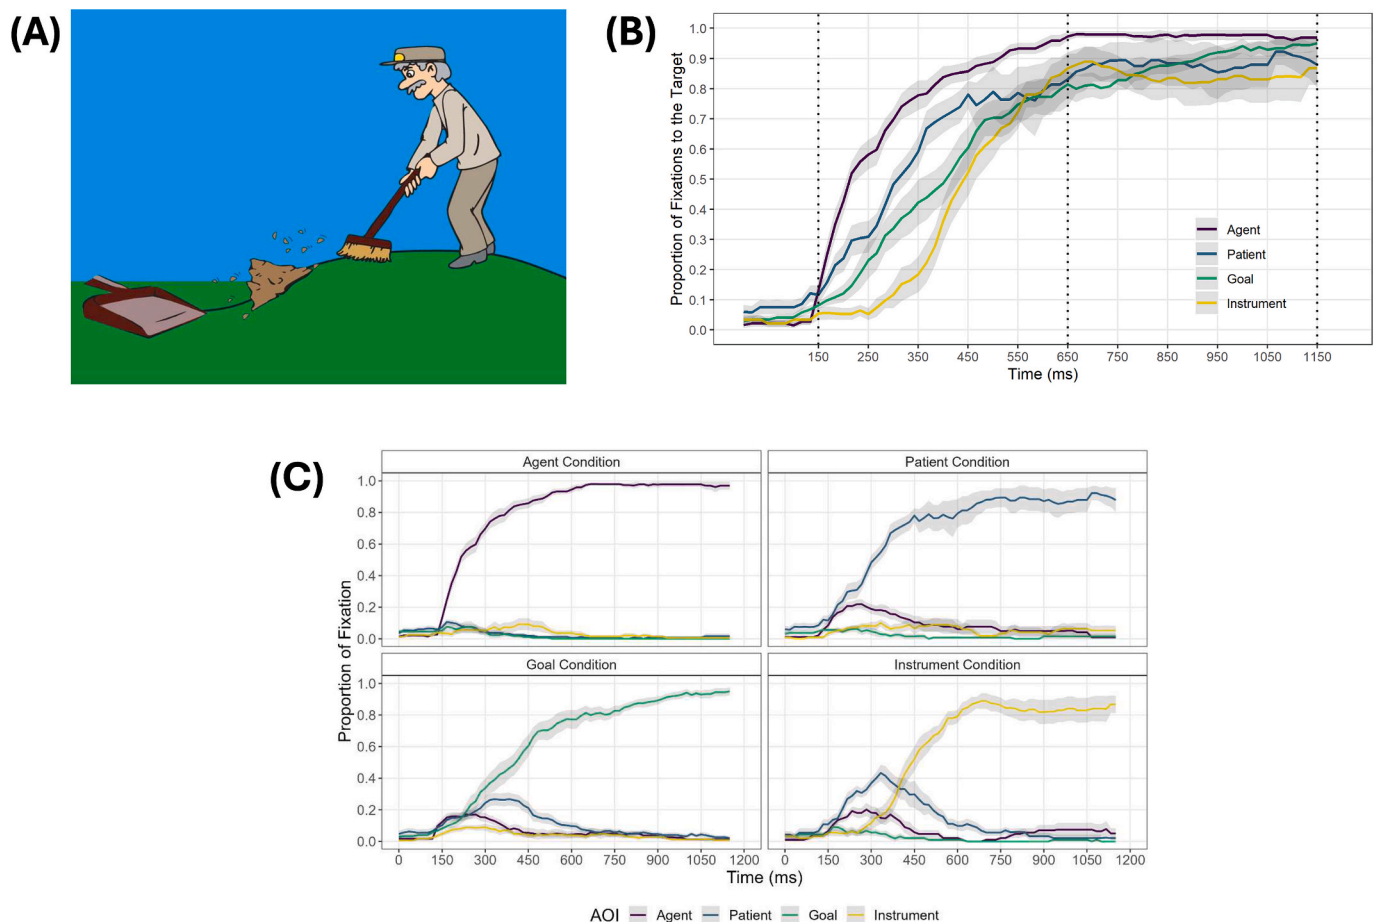 (A)
(B)
Proportion of Fixations to the Target
1.0
0.9
0.8
0.7
0.6
0.5
0.4
0.3
0.2
0.1
0.0
Agent
Patient
Goal
Instrument
150 250 350 450 550 650 750 850 950 1050 1150
Time (ms)
(C)
Proportion of Fixation
Agent Condition
Patient Condition
1.0
0.8
0.6
0.4
0.2
0.0
Goal Condition
Instrument Condition
1.0
0.8
0.6
0.4
0.2
0.0
0 150 300 450 600 750 900 1050 1200
0 150 300 450 600 750 900 1050 1200
Time (ms)
AOI Agent Patient Goal Instrument